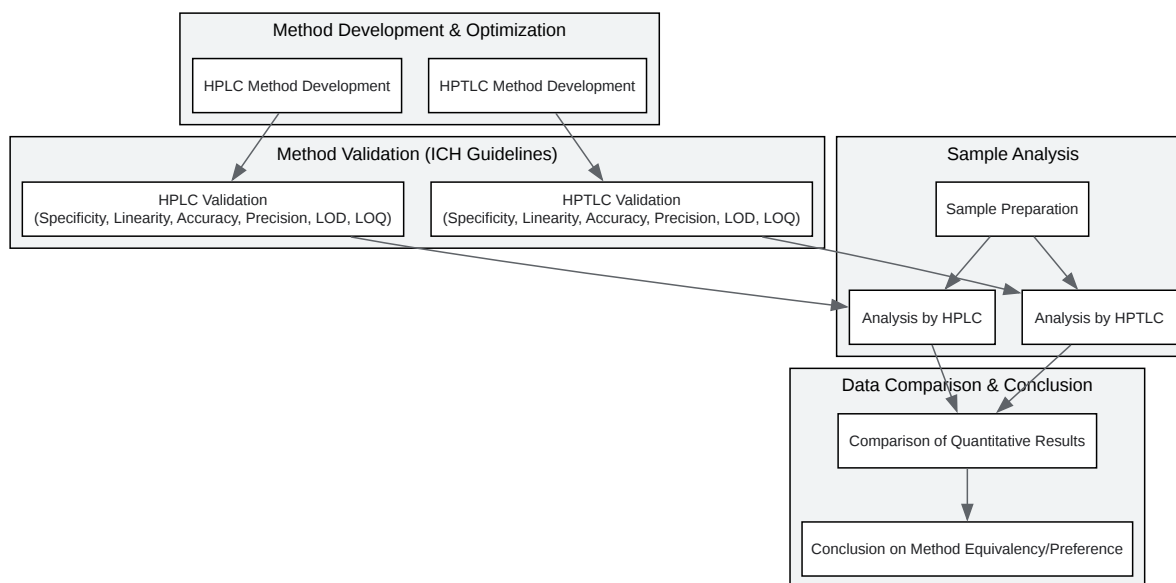 Method Development & Optimization
HPLC Method Development
HPTLC Method Development
Method Validation (ICH Guidelines)
HPLC Validation
(Specificity, Linearity, Accuracy, Precision, LOD, LOQ)
HPTLC Validation
(Specificity, Linearity, Accuracy, Precision, LOD, LOQ)
Sample Analysis
Sample Preparation
Analysis by HPLC
Analysis by HPTLC
Data Comparison & Conclusion
Comparison of Quantitative Results
Conclusion on Method Equivalency/Preference